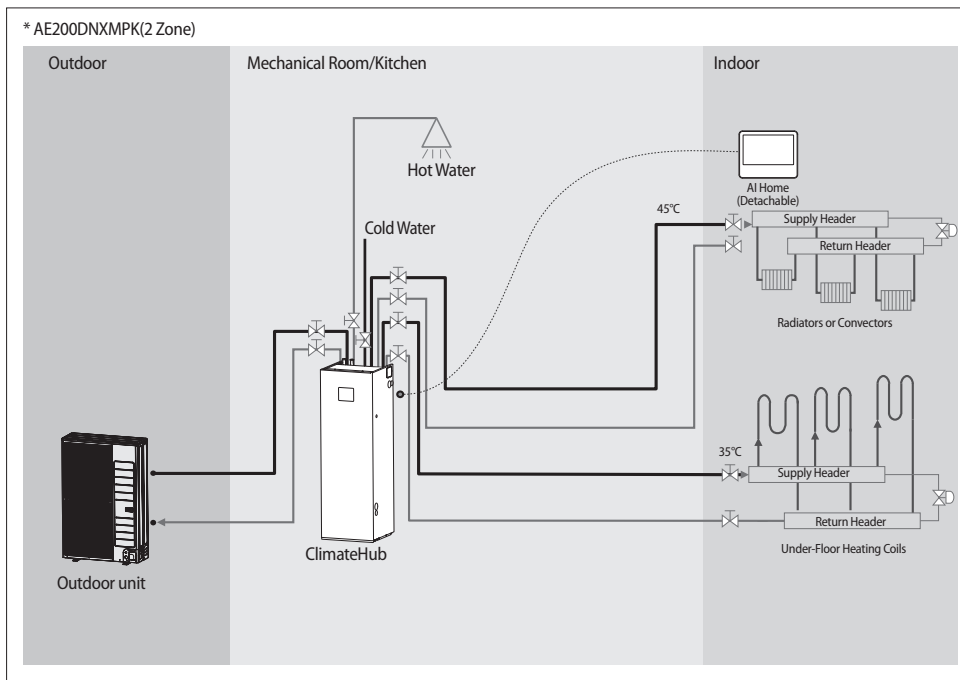 * AE200DNXMPK(2 Zone)
Outdoor
Mechanical Room/Kitchen
Indoor
Hot Water
AI Home
(Detachable)
45°C
Supply Header
Cold Water
Return Header
Radiators or Convectors
35°C
Supply Header
Return Header
ClimateHub
Under-Floor Heating Coils
Outdoor unit